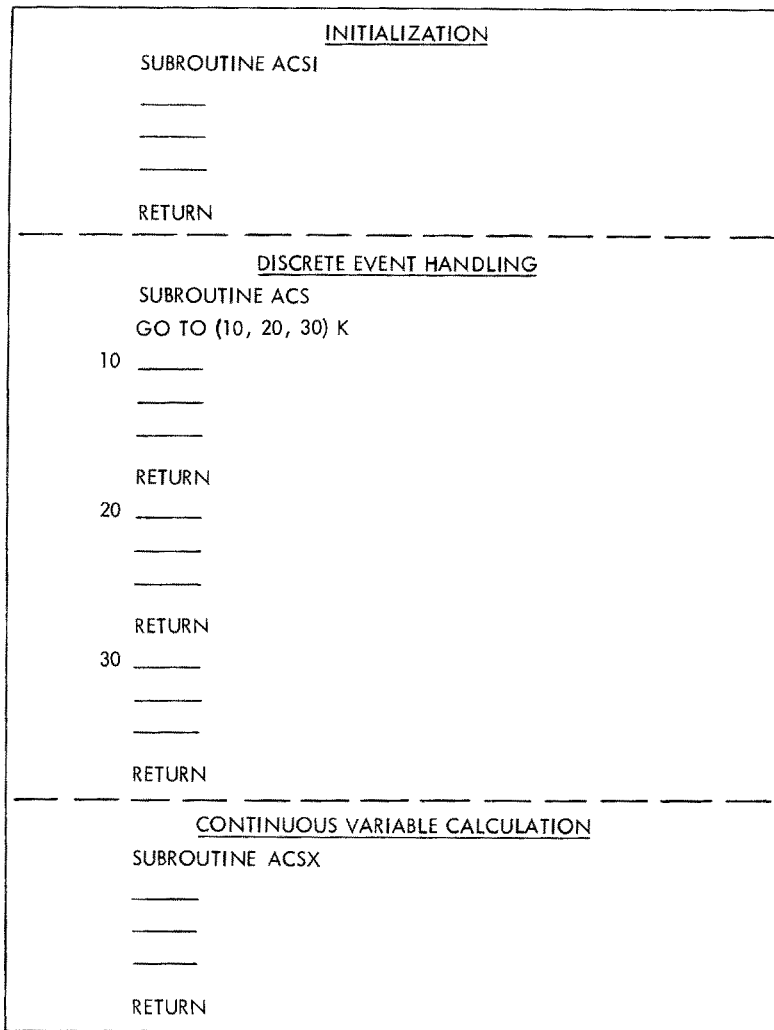 INITIALIZATION
SUBROUTINE ACSI
RETURN
DISCRETE EVENT HANDLING
SUBROUTINE ACS
GO TO (10, 20, 30) K
10
RETURN
20
RETURN
30
RETURN
CONTINUOUS VARIABLE CALCULATION
SUBROUTINE ACSX
RETURN